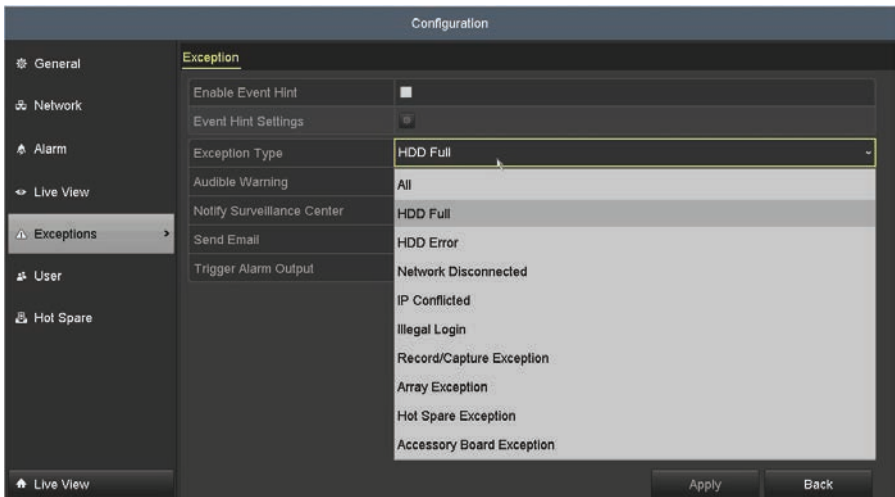 Configuration
General
Network
Alarm
Live View
Exceptions
User
Hot Spare
Live View
Exception
Enable Event Hint
Event Hint Settings
Exception Type
HDD Full
Audible Warning
Notify Surveillance Center
Send Email
Trigger Alarm Output
All
HDD Full
HDD Error
Network Disconnected
IP Conflicted
Illegal Login
Record/Capture Exception
Array Exception
Hot Spare Exception
Accessory Board Exception
Apply
Back